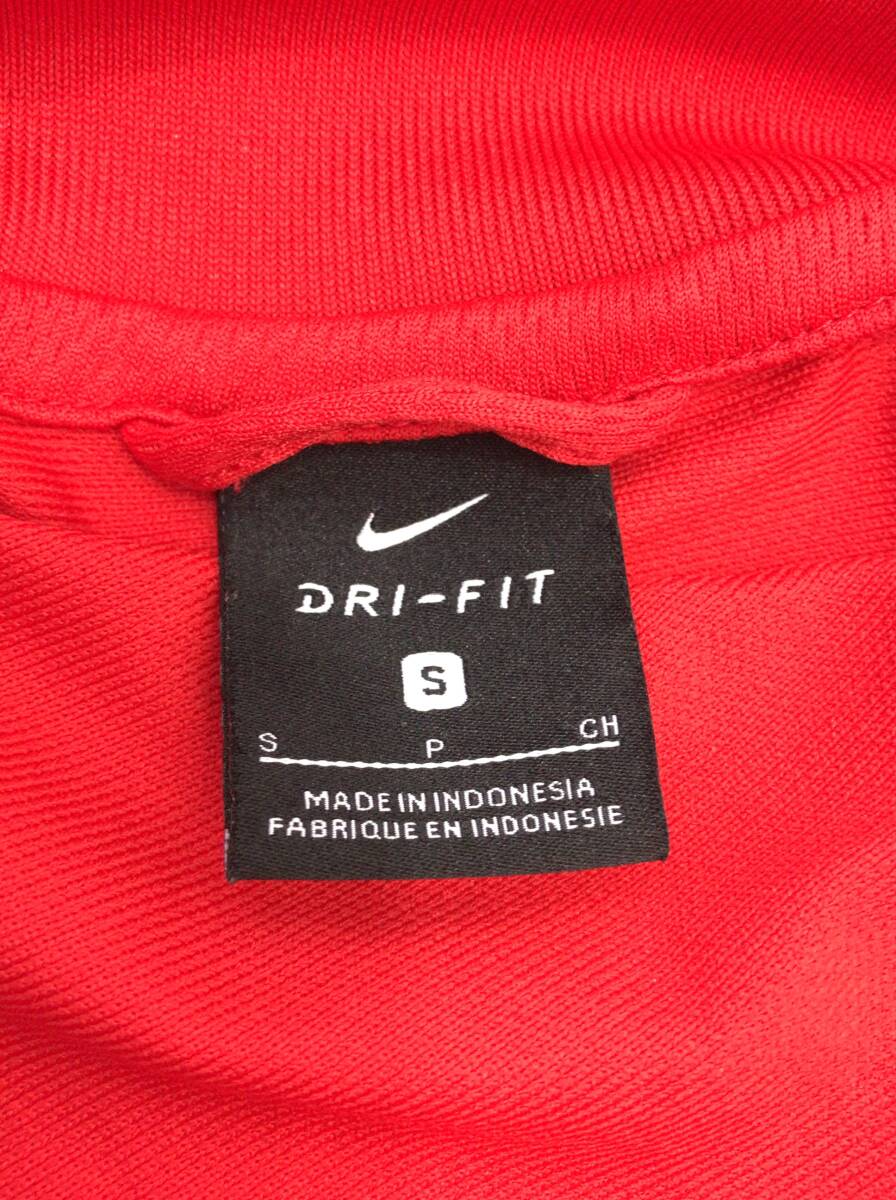 DRI-FIT
S
S P CH
MADE IN INDONESIA
FABRIQUE EN INDONESIE